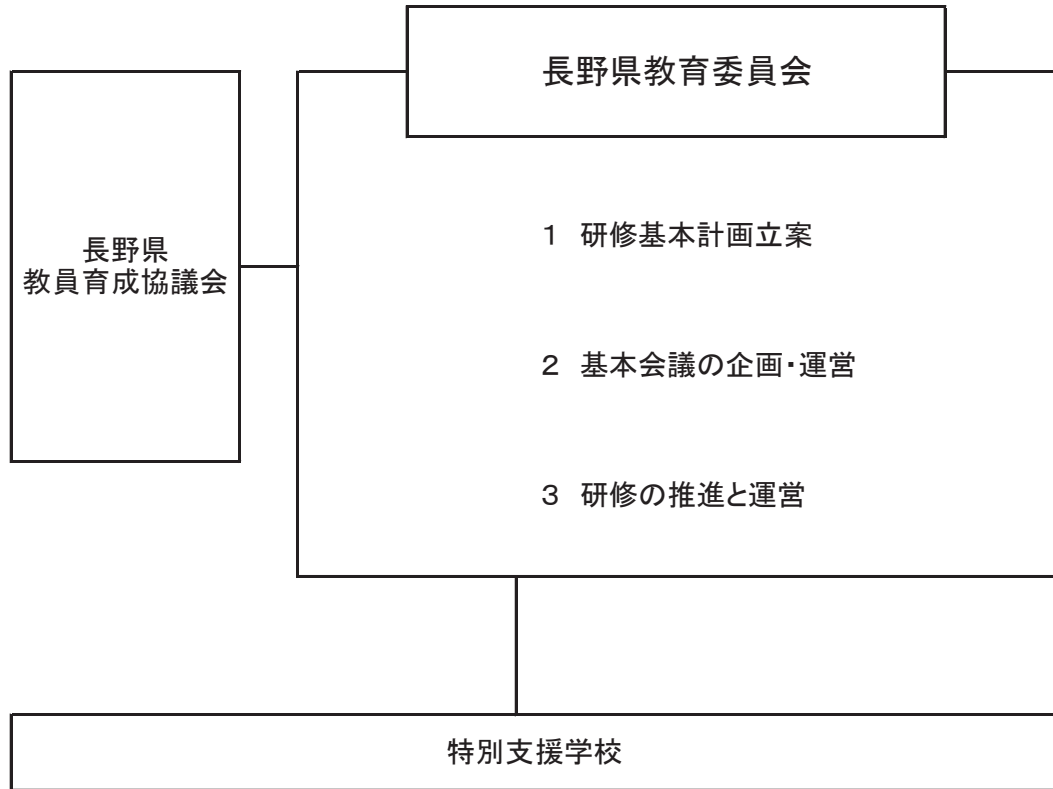 長野県教育委員会
長野県
教員育成協議会
1 研修基本計画立案
2 基本会議の企画・運営
3 研修の推進と運営
特別支援学校